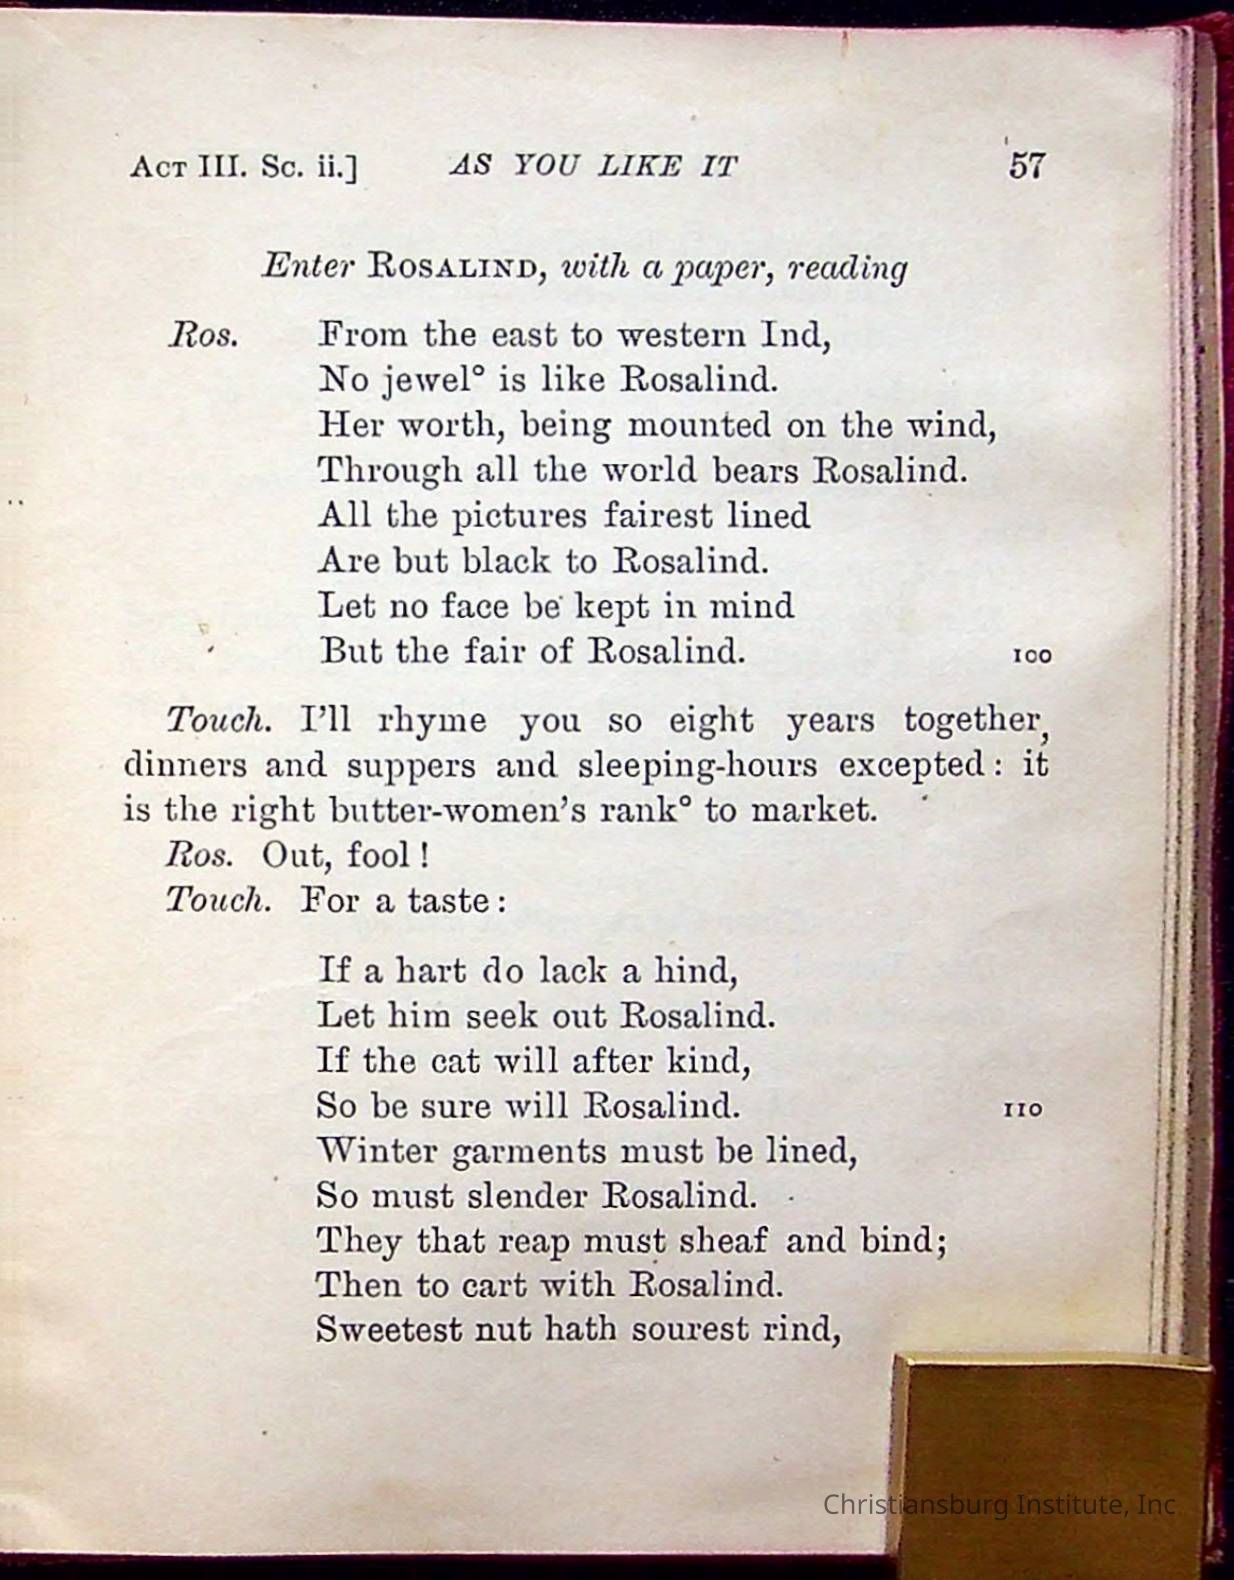 ACT III. Sc. ii.] AS YOU LIKE IT 57
Enter ROSALIND, with a paper, reading
Ros. From the east to western Ind,
No jewel° is like Rosalind.
Her worth, being mounted on the wind,
Through all the world bears Rosalind.
All the pictures fairest lined
Are but black to Rosalind.
Let no face be kept in mind
But the fair of Rosalind. 100
Touch. I'll rhyme you so eight years together,
dinners and suppers and sleeping-hours excepted: it
is the right butter-women's rank° to market.
Ros. Out, fool!
Touch. For a taste:
If a hart do lack a hind,
Let him seek out Rosalind.
If the cat will after kind,
So be sure will Rosalind. 110
Winter garments must be lined,
So must slender Rosalind.
They that reap must sheaf and bind;
Then to cart with Rosalind.
Sweetest nut hath sourest rind,
Christiansburg Institute, Inc